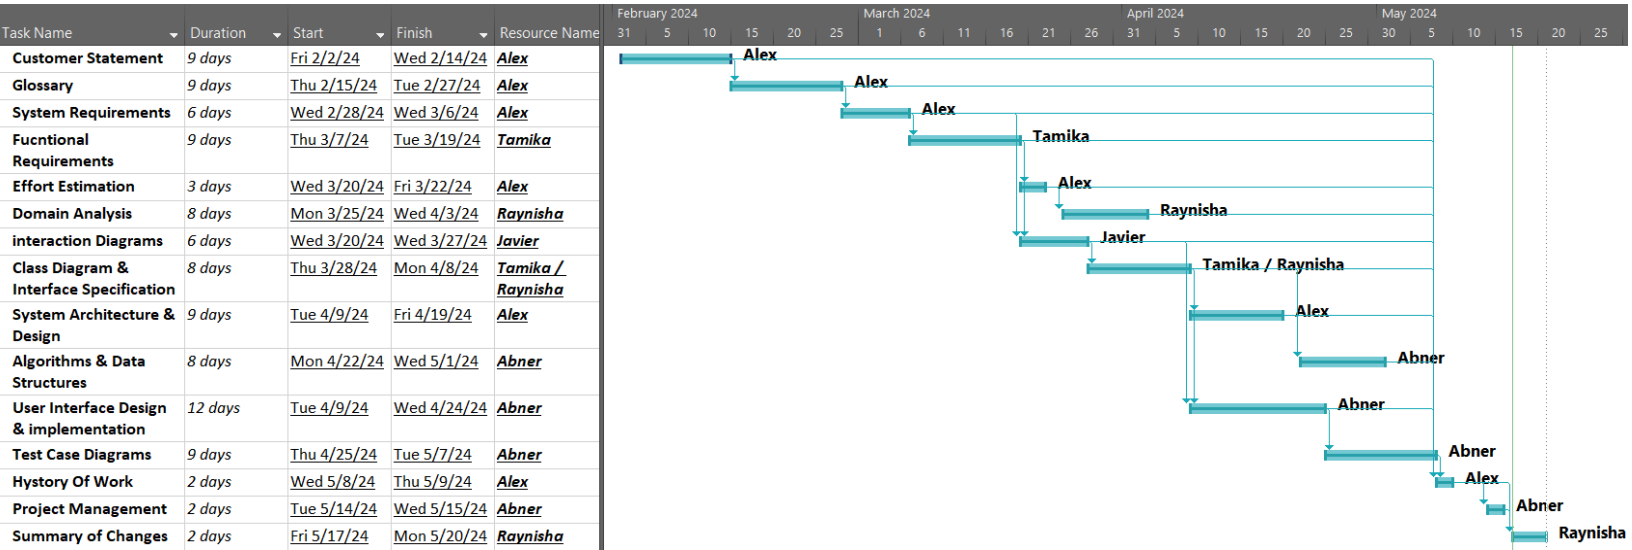 February 2024 March 2024 April 2024 May 2024
Task Name Duration Start Finish Resource Name 31 5 10 15 20 25 1 6 11 16 21 26 31 5 10 15 20 25 30 5 10 15 20 25
Customer Statement 9 days Fri 2/2/24 Wed 2/14/24 Alex Alex
Glossary 9 days Thu 2/15/24 Tue 2/27/24 Alex Alex
System Requirements 6 days Wed 2/28/24 Wed 3/6/24 Alex Alex
Fucntional 9 days Thu 3/7/24 Tue 3/19/24 Tamika Tamika
Requirements
Effort Estimation 3 days Wed 3/20/24 Fri 3/22/24 Alex Alex
Domain Analysis 8 days Mon 3/25/24 Wed 4/3/24 Raynisha Raynisha
interaction Diagrams 6 days Wed 3/20/24 Wed 3/27/24 Javier Javier
Class Diagram & 8 days Thu 3/28/24 Mon 4/8/24 Tamika / Tamika / Raynisha
Interface Specification Raynisha
System Architecture & 9 days Tue 4/9/24 Fri 4/19/24 Alex Alex
Design
Algorithms & Data 8 days Mon 4/22/24 Wed 5/1/24 Abner Abner
Structures
User Interface Design 12 days Tue 4/9/24 Wed 4/24/24 Abner Abner
& implementation
Test Case Diagrams 9 days Thu 4/25/24 Tue 5/7/24 Abner Abner
Hystory Of Work 2 days Wed 5/8/24 Thu 5/9/24 Alex Alex
Project Management 2 days Tue 5/14/24 Wed 5/15/24 Abner Abner
Summary of Changes 2 days Fri 5/17/24 Mon 5/20/24 Raynisha Raynisha